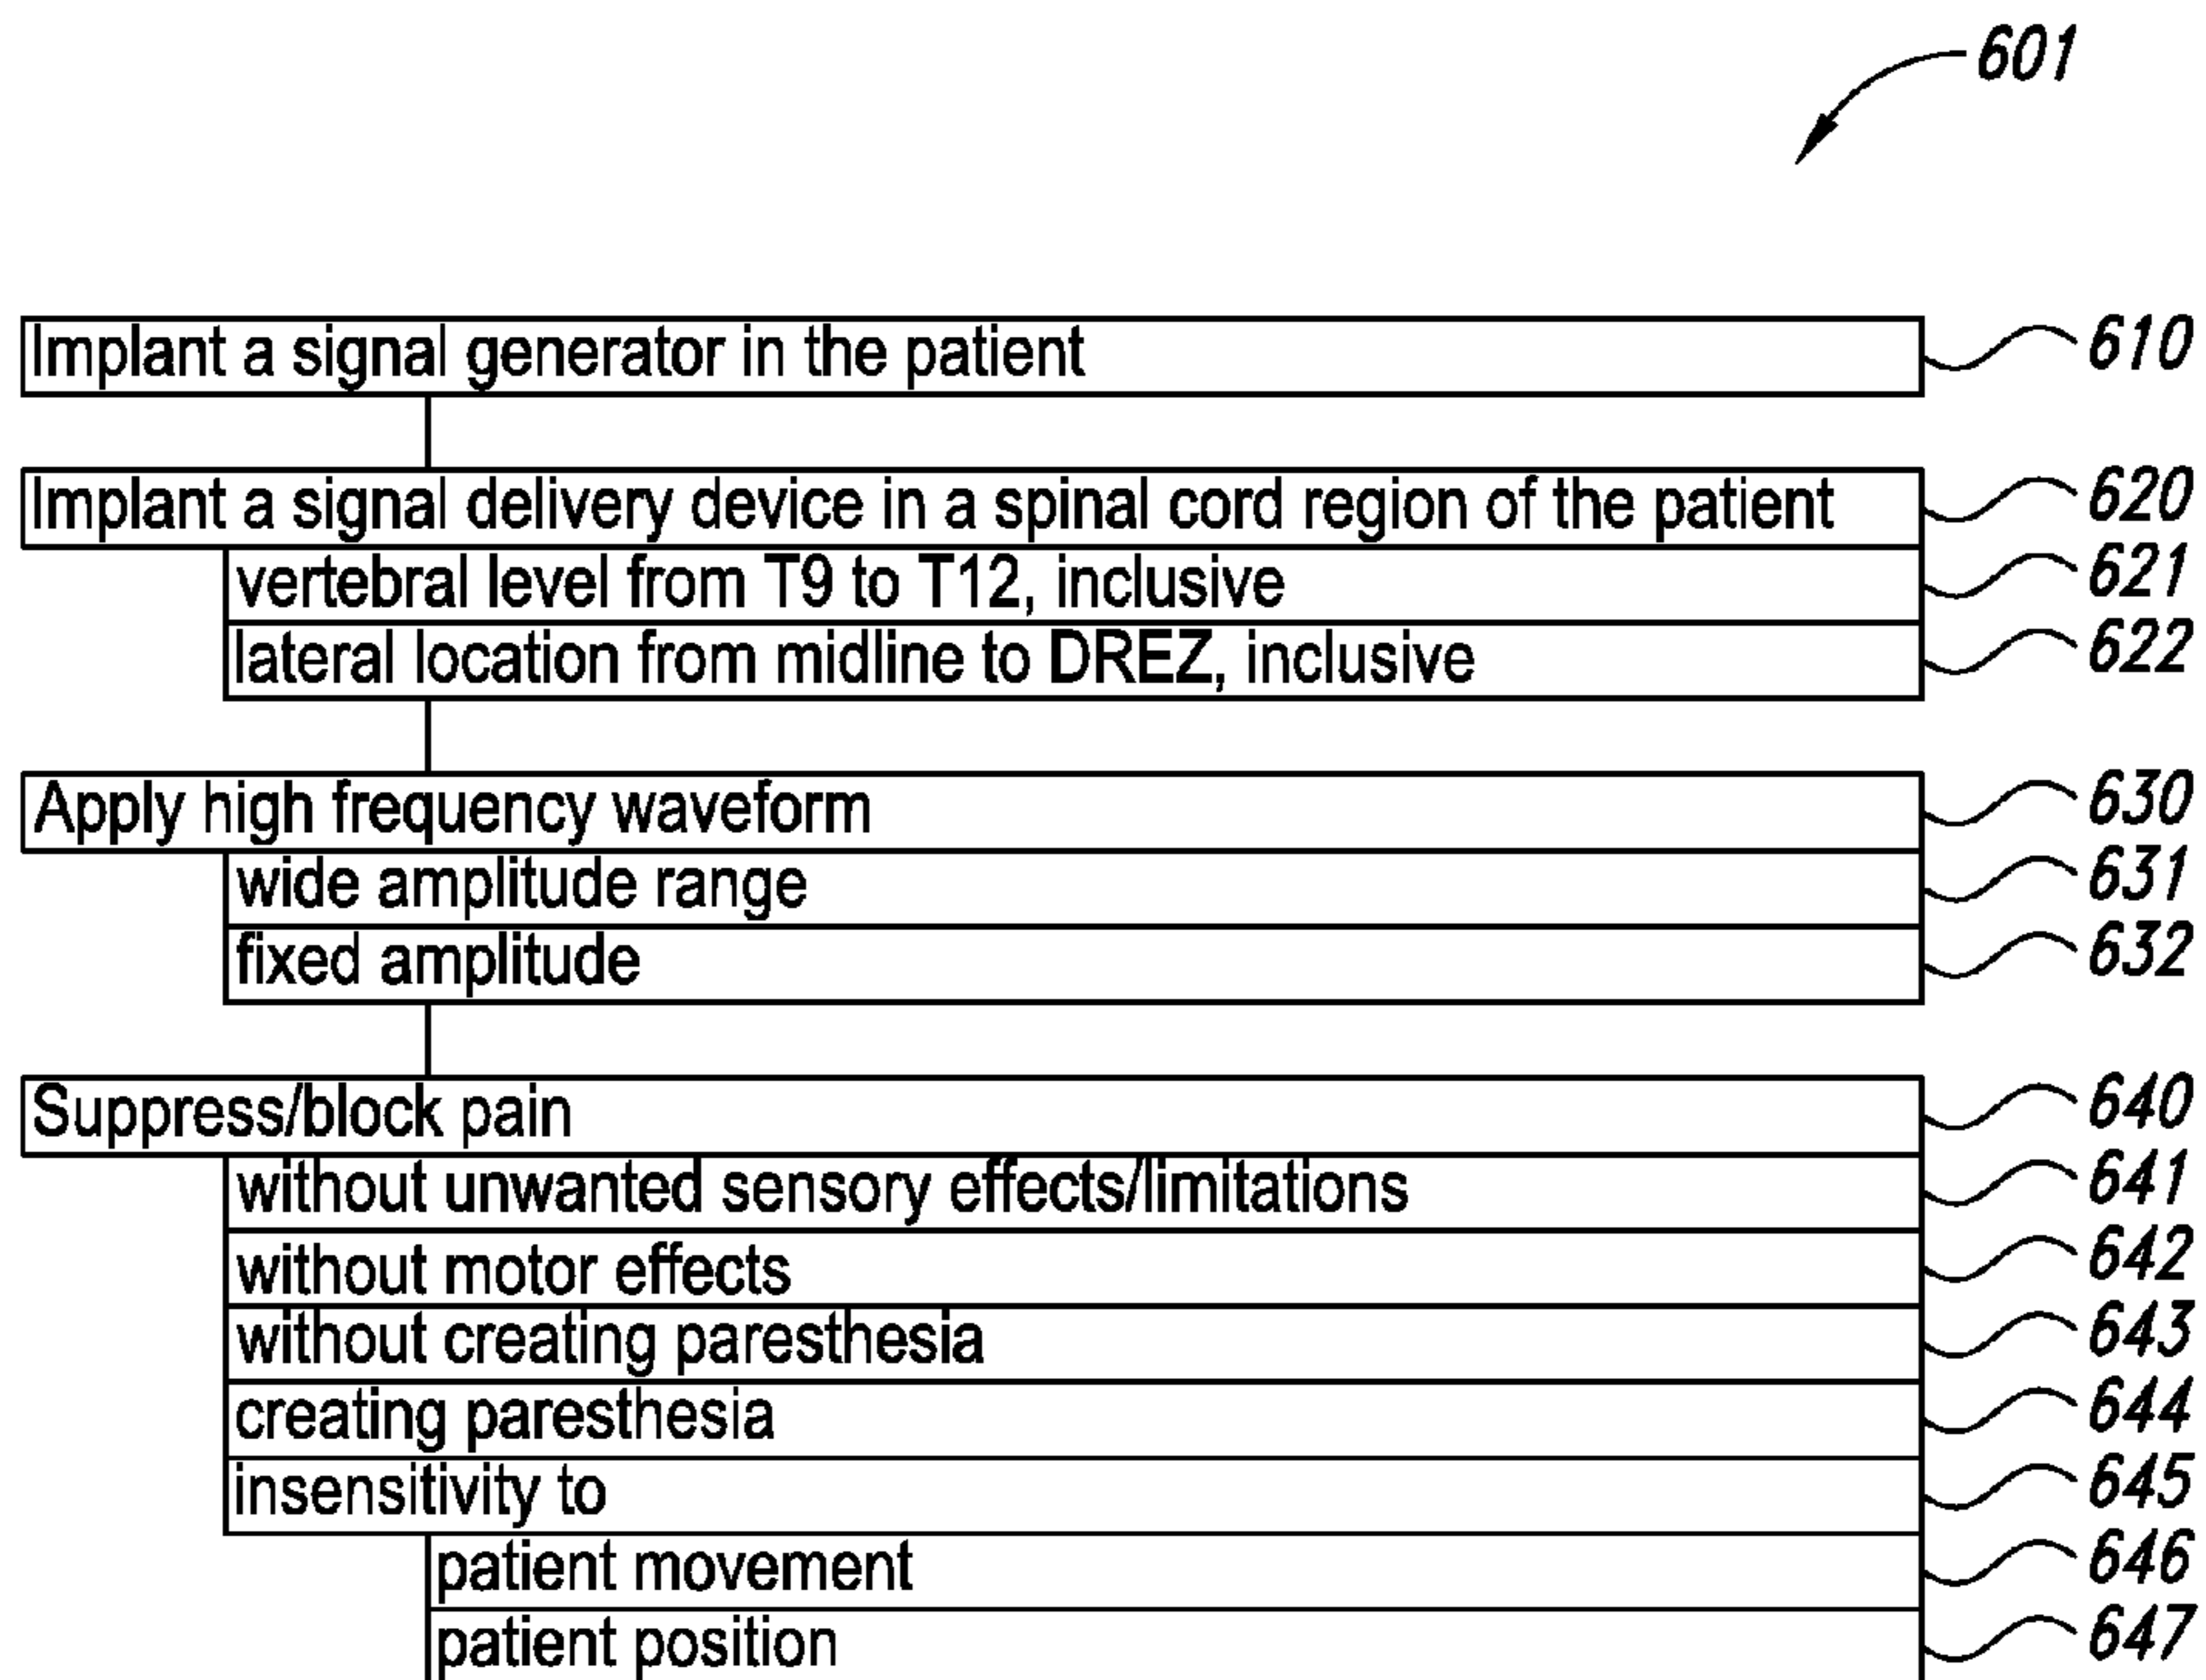 601
Implant a signal generator in the patient 610
Implant a signal delivery device in a spinal cord region of the patient 620
vertebral level from T9 to T12, inclusive 621
lateral location from midline to DREZ, inclusive 622
Apply high frequency waveform 630
wide amplitude range 631
fixed amplitude 632
Suppress/block pain 640
without unwanted sensory effects/limitations 641
without motor effects 642
without creating paresthesia 643
creating paresthesia 644
insensitivity to 645
patient movement 646
patient position 647